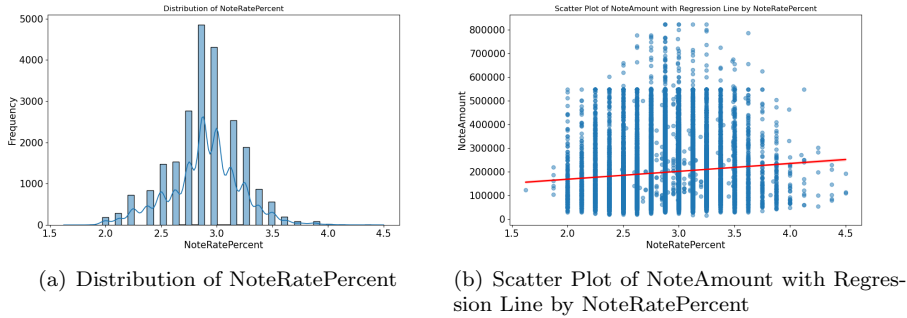 Distribution of NoteRatePercent
5000
4000
3000
2000
1000
0
Frequency
1.5 2.0 2.5 3.0 3.5 4.0 4.5
NoteRatePercent
(a) Distribution of NoteRatePercent
Scatter Plot of NoteAmount with Regression Line by NoteRatePercent
800000
700000
600000
500000
400000
300000
200000
100000
0
NoteAmount
1.5 2.0 2.5 3.0 3.5 4.0 4.5
NoteRatePercent
(b) Scatter Plot of NoteAmount with Regres-
sion Line by NoteRatePercent